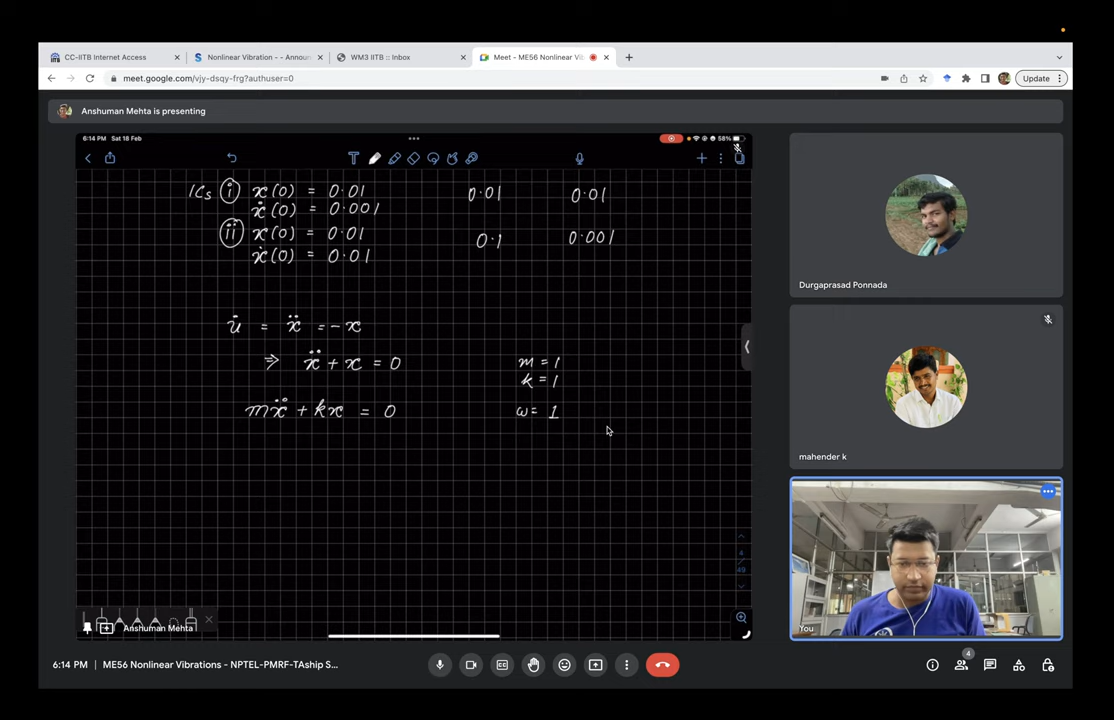 CC-IITB Internet Access
Nonlinear Vibration - - Announ
WM3 IITB :: Inbox
Meet - ME56 Nonlinear Vib
meet.google.com/vjy-dsqy-frg?authuser=0
Update
Anshuman Mehta is presenting
6:14 PM Sat 18 Feb
58%
ICs (i) x(0) = 0.01 0.01 0.01
ẋ(0) = 0.001
(ii) x(0) = 0.01 0.1 0.001
ẋ(0) = 0.01
u̇ = ẍ = -x
⇒ ẍ + x = 0 m = 1
k = 1
mẍ + kx = 0 ω = 1
4
/
49
Anshuman Mehta
Durgaprasad Ponnada
mahender k
You
6:14 PM | ME56 Nonlinear Vibrations - NPTEL-PMRF-TAship S...
4